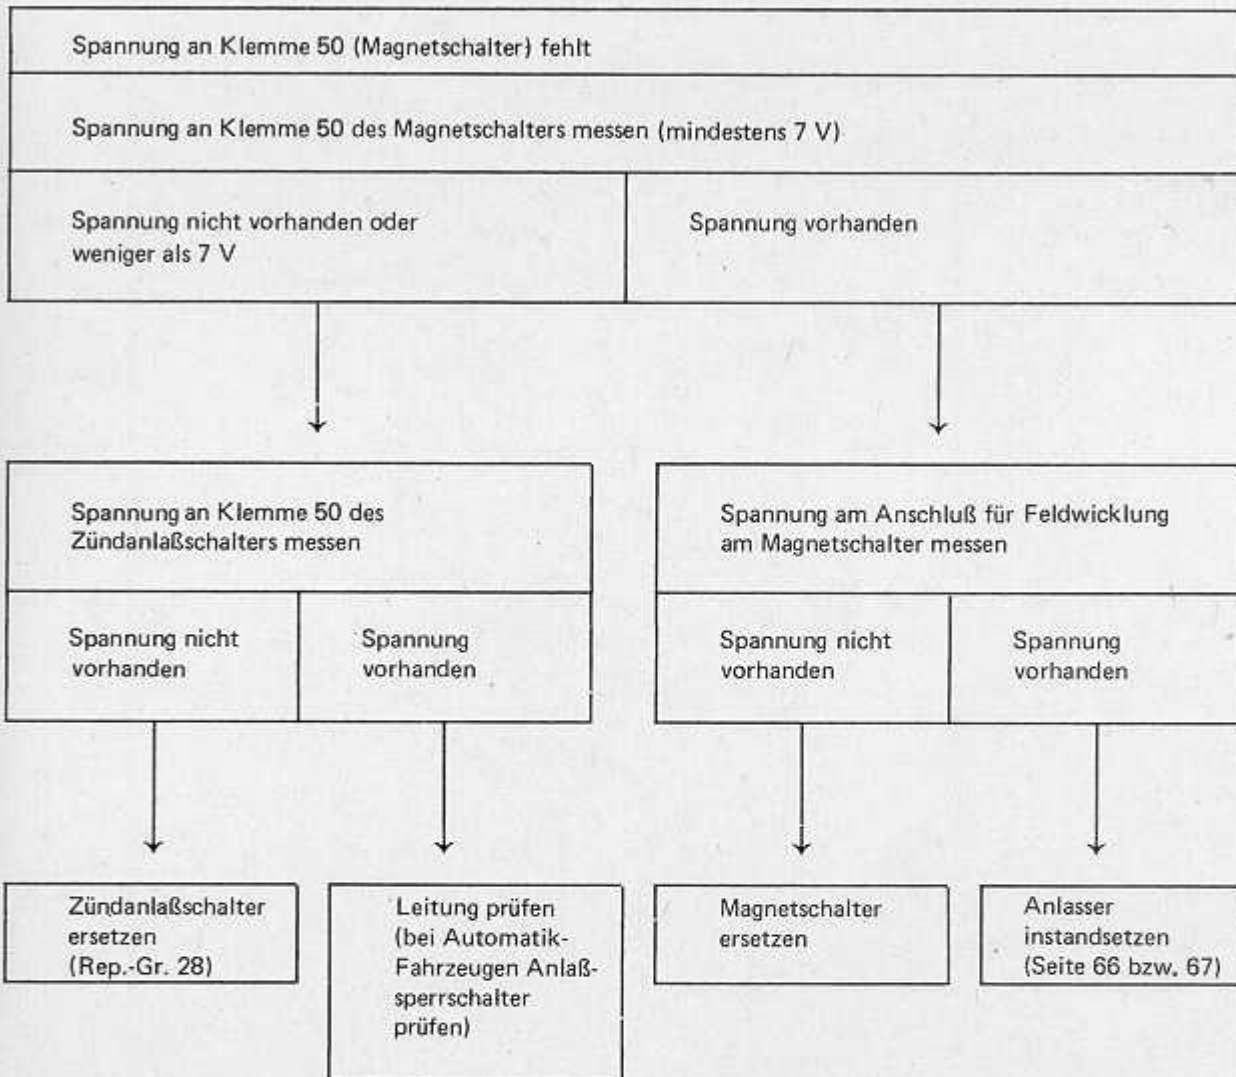 Spannung an Klemme 50 (Magnetschalter) fehlt
Spannung an Klemme 50 des Magnetschalters messen (mindestens 7 V)
Spannung nicht vorhanden oder
weniger als 7 V
Spannung vorhanden
Spannung an Klemme 50 des
Zündanlaßschalters messen
Spannung am Anschluß für Feldwicklung
am Magnetschalter messen
Spannung nicht
vorhanden
Spannung
vorhanden
Spannung nicht
vorhanden
Spannung
vorhanden
Zündanlaßschalter
ersetzen
(Rep.-Gr. 28)
Leitung prüfen
(bei Automatik-
Fahrzeugen Anlaß-
sperrschalter
prüfen)
Magnetschalter
ersetzen
Anlasser
instandsetzen
(Seite 66 bzw. 67)